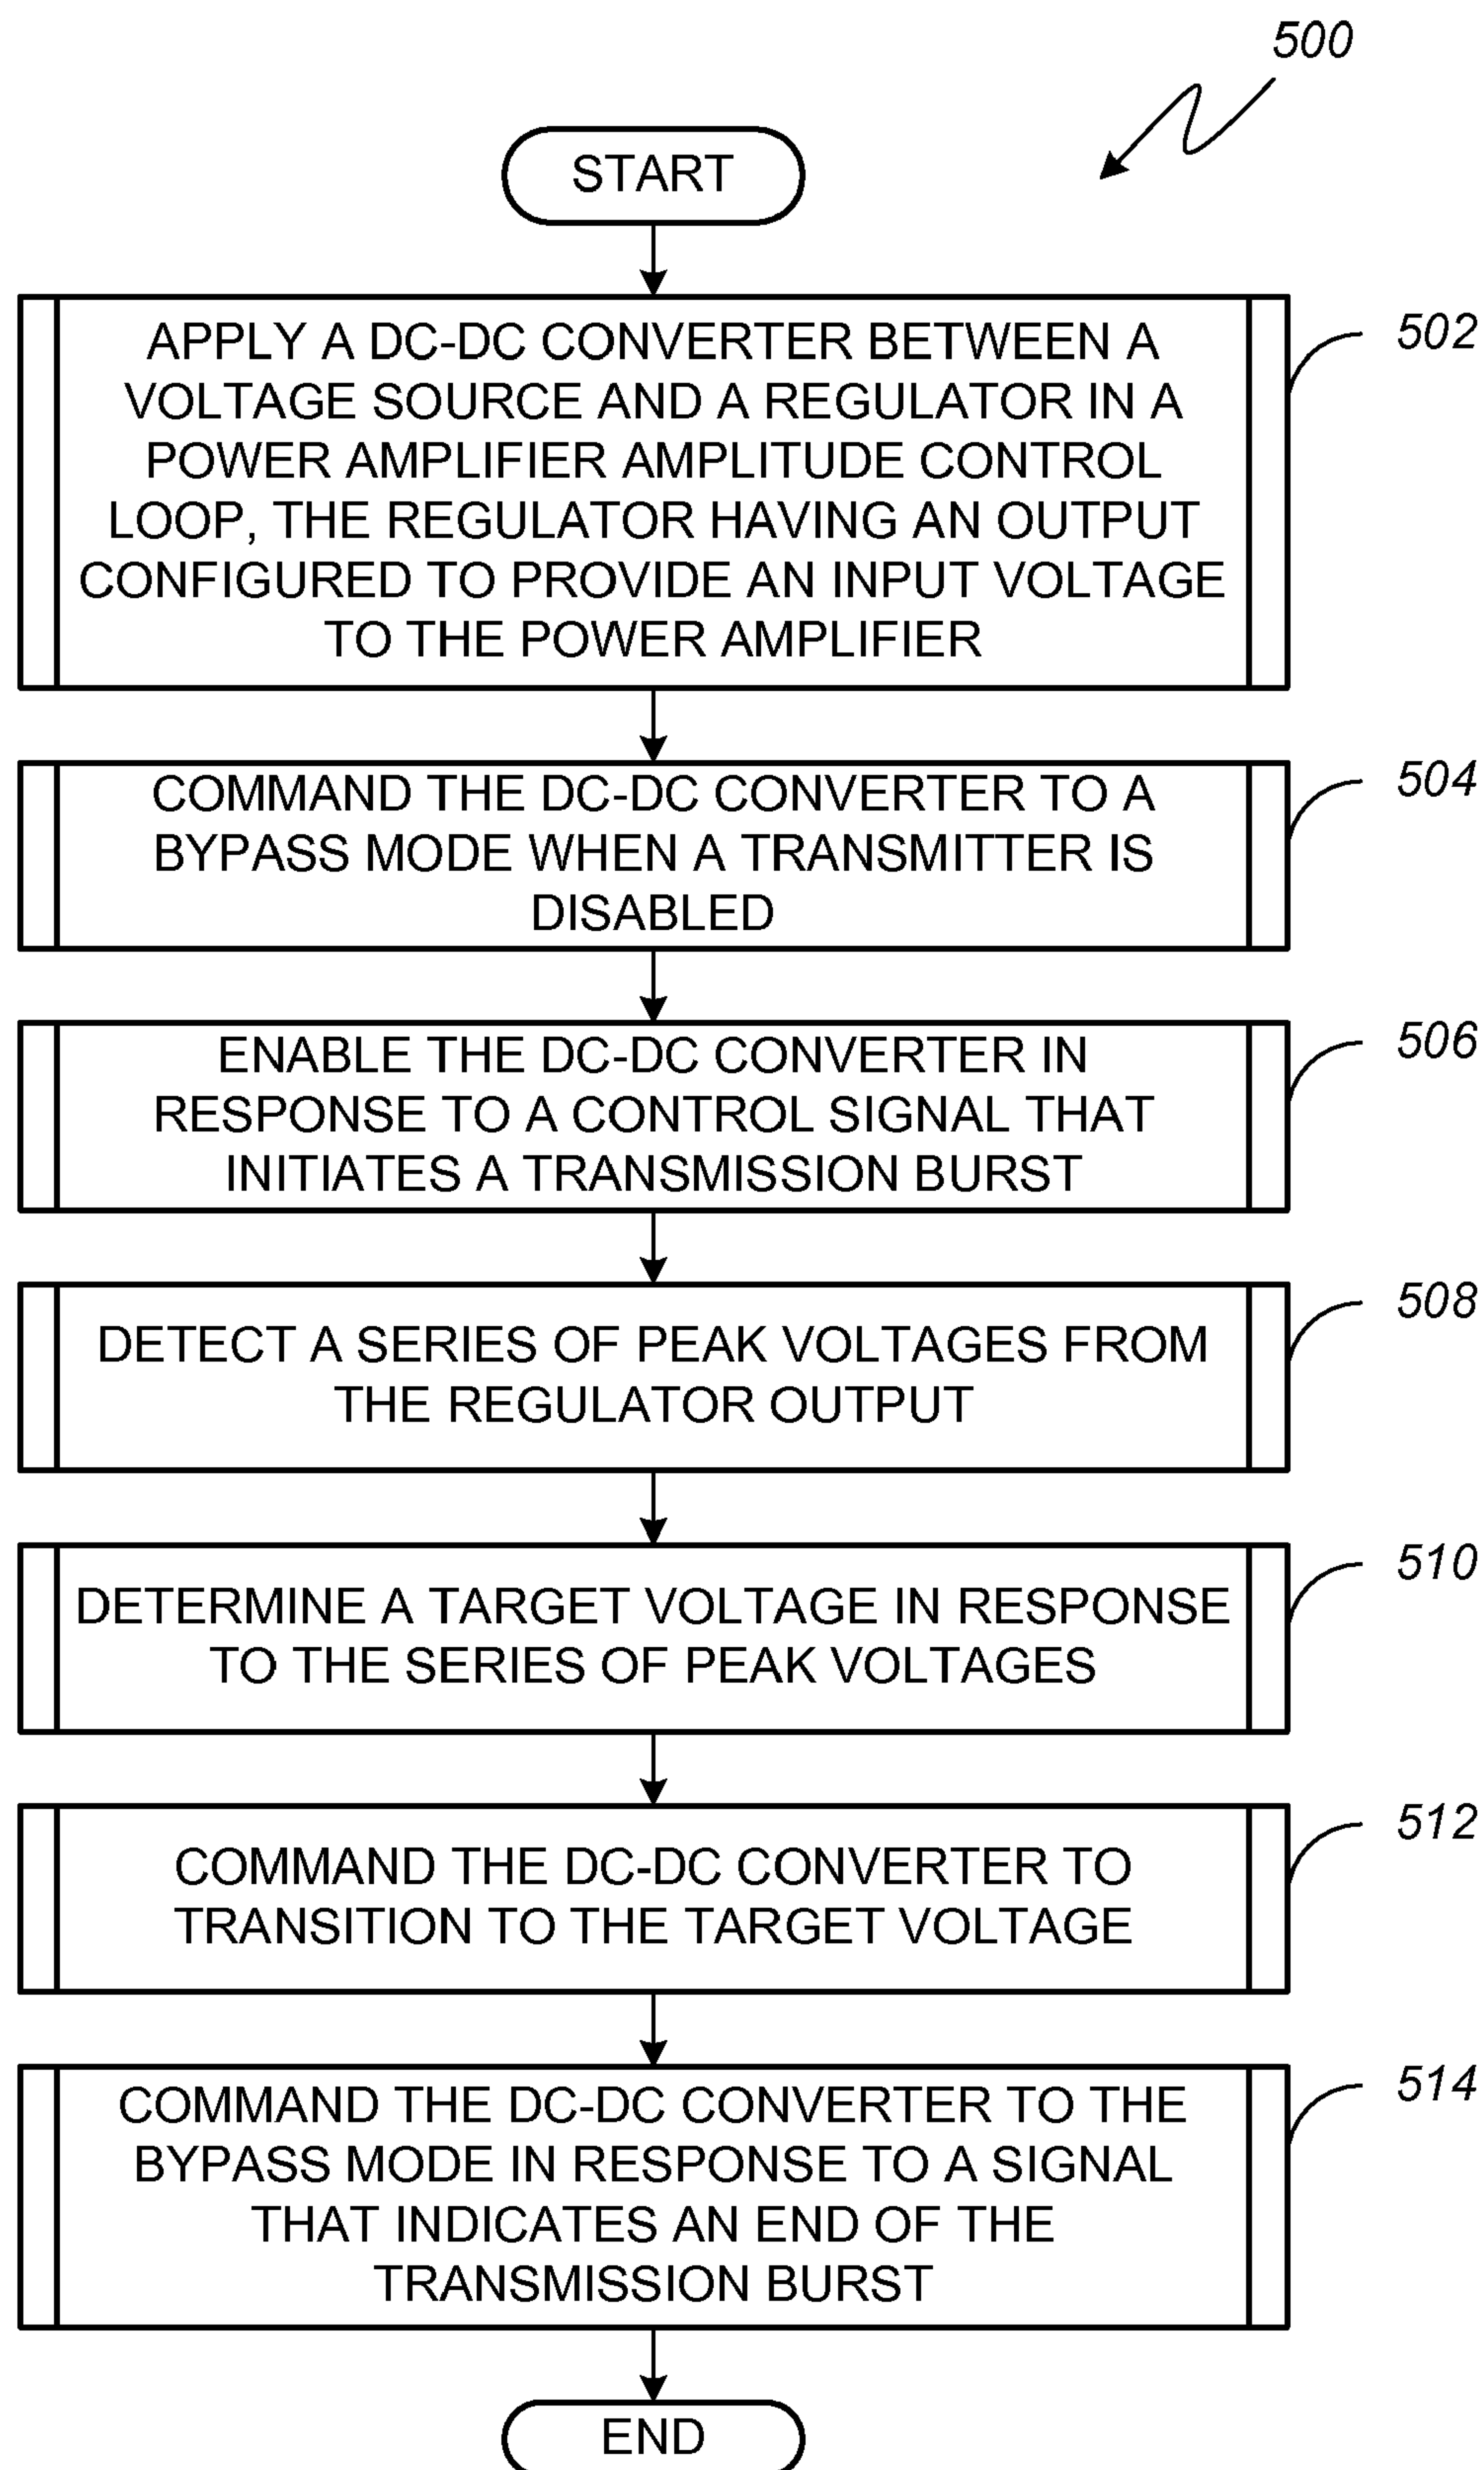 500
START
APPLY A DC-DC CONVERTER BETWEEN A
VOLTAGE SOURCE AND A REGULATOR IN A
POWER AMPLIFIER AMPLITUDE CONTROL
LOOP, THE REGULATOR HAVING AN OUTPUT
CONFIGURED TO PROVIDE AN INPUT VOLTAGE
TO THE POWER AMPLIFIER
502
COMMAND THE DC-DC CONVERTER TO A
BYPASS MODE WHEN A TRANSMITTER IS
DISABLED
504
ENABLE THE DC-DC CONVERTER IN
RESPONSE TO A CONTROL SIGNAL THAT
INITIATES A TRANSMISSION BURST
506
DETECT A SERIES OF PEAK VOLTAGES FROM
THE REGULATOR OUTPUT
508
DETERMINE A TARGET VOLTAGE IN RESPONSE
TO THE SERIES OF PEAK VOLTAGES
510
COMMAND THE DC-DC CONVERTER TO
TRANSITION TO THE TARGET VOLTAGE
512
COMMAND THE DC-DC CONVERTER TO THE
BYPASS MODE IN RESPONSE TO A SIGNAL
THAT INDICATES AN END OF THE
TRANSMISSION BURST
514
END